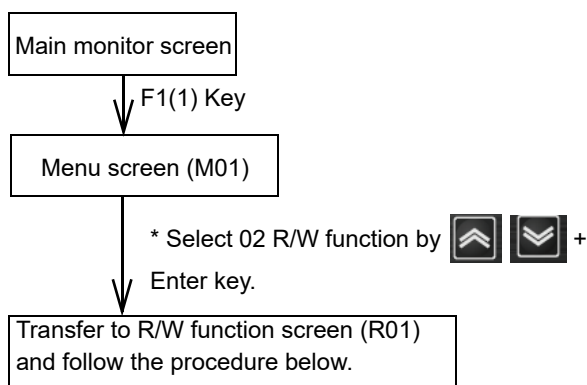 Main monitor screen
F1(1) Key
Menu screen (M01)
* Select 02 R/W function by +
Enter key.
Transfer to R/W function screen (R01)
and follow the procedure below.